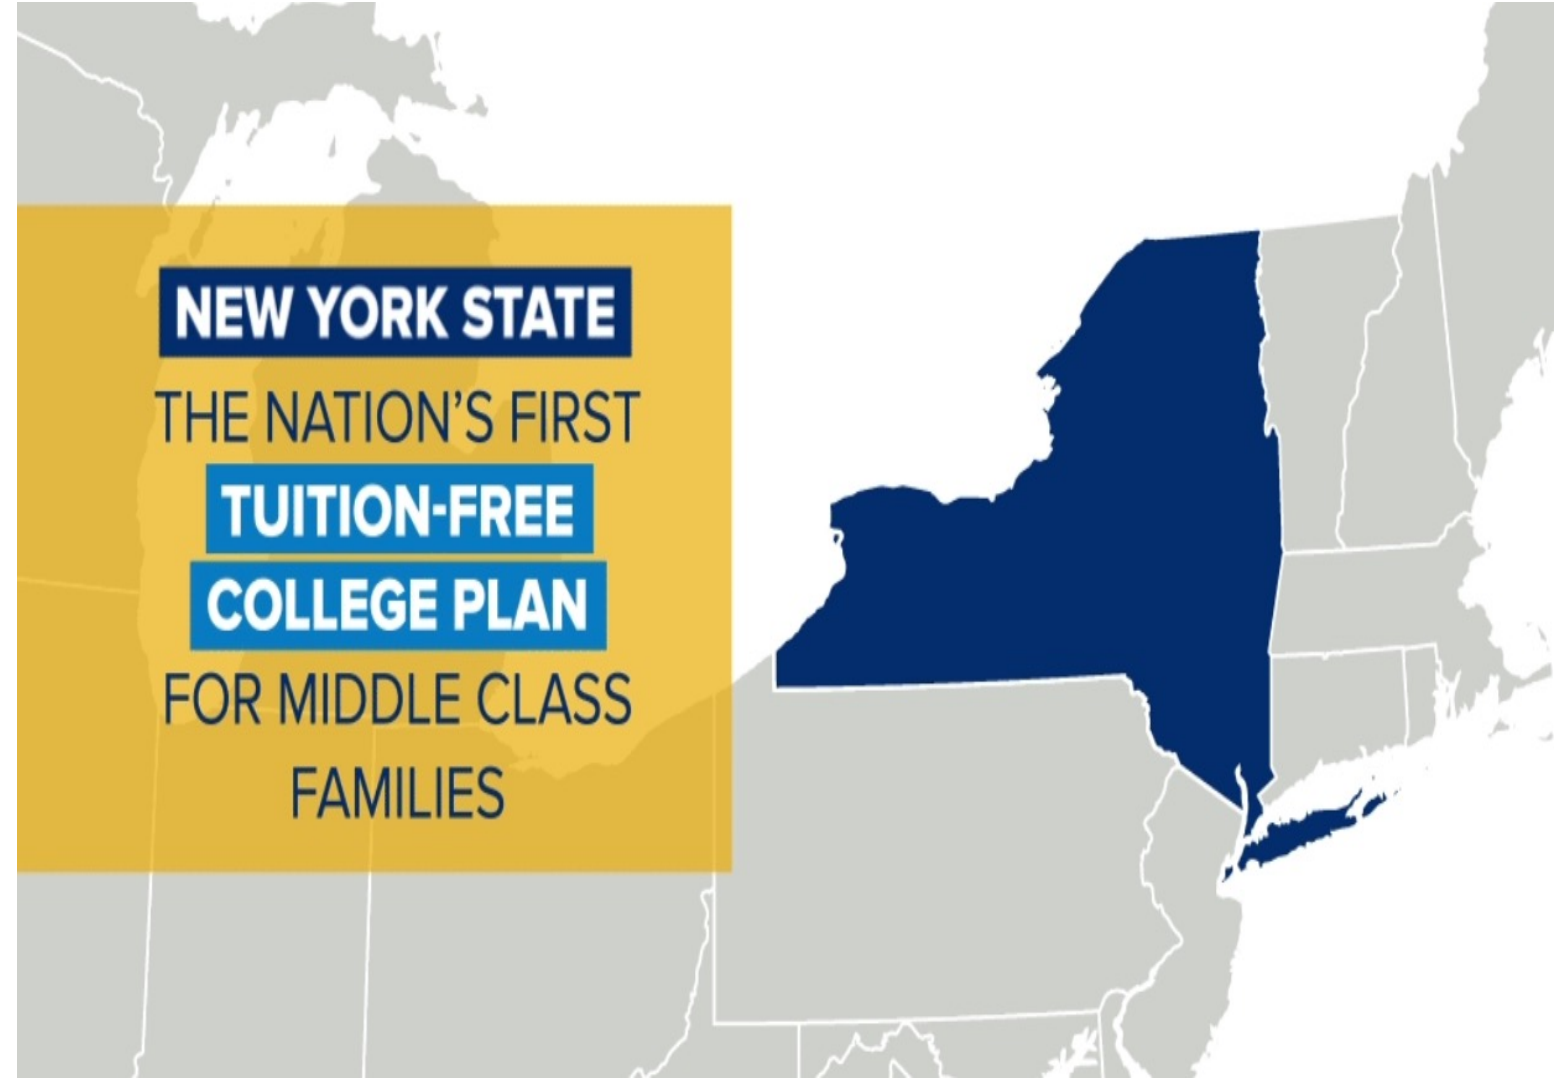 NEW YORK STATE
THE NATION'S FIRST
TUITION-FREE
COLLEGE PLAN
FOR MIDDLE CLASS
FAMILIES